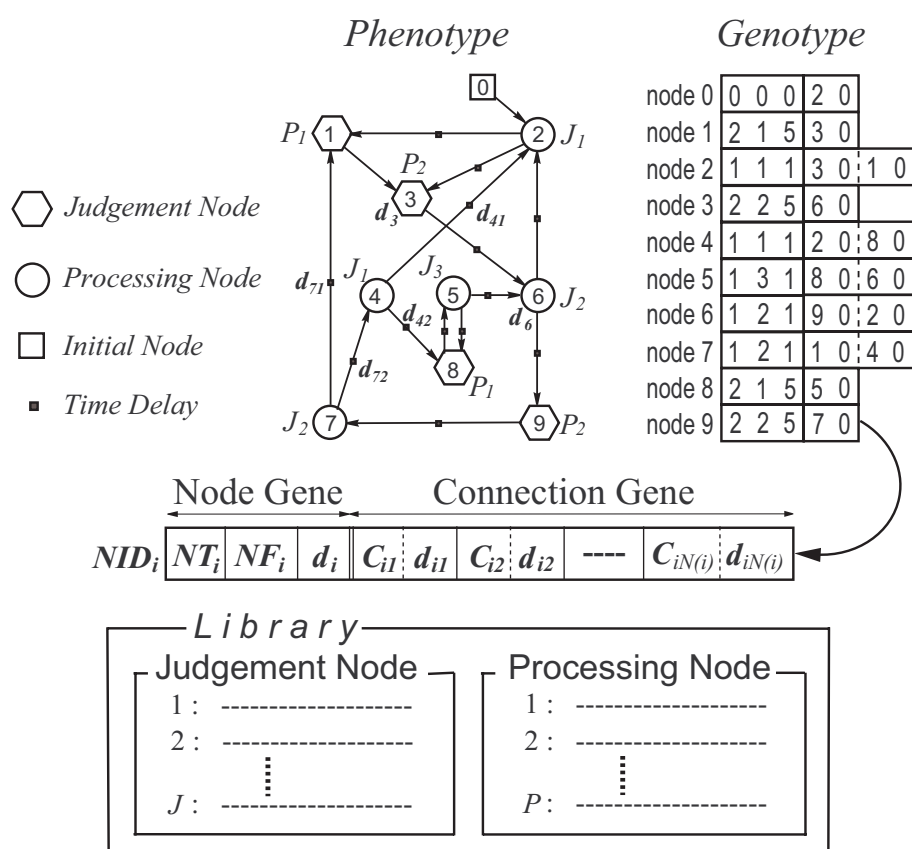 Phenotype
Genotype
0
1
P1
2
J1
P2
3
d3
d41
Judgement Node
Processing Node
Initial Node
Time Delay
d71
J1
4
J3
5
6
J2
d42
d6
8
P1
d72
J2
7
9
P2
node 0 0 0 0 2 0
node 1 2 1 5 3 0
node 2 1 1 1 3 0 1 0
node 3 2 2 5 6 0
node 4 1 1 1 2 0 8 0
node 5 1 3 1 8 0 6 0
node 6 1 2 1 9 0 2 0
node 7 1 2 1 1 0 4 0
node 8 2 1 5 5 0
node 9 2 2 5 7 0
Node Gene Connection Gene
NIDi NTi NFi di Ci1 di1 Ci2 di2 ---- CiN(i) diN(i)
Library
Judgement Node
1 : --------------------
2 : --------------------
J : --------------------
Processing Node
1 : --------------------
2 : --------------------
P : --------------------